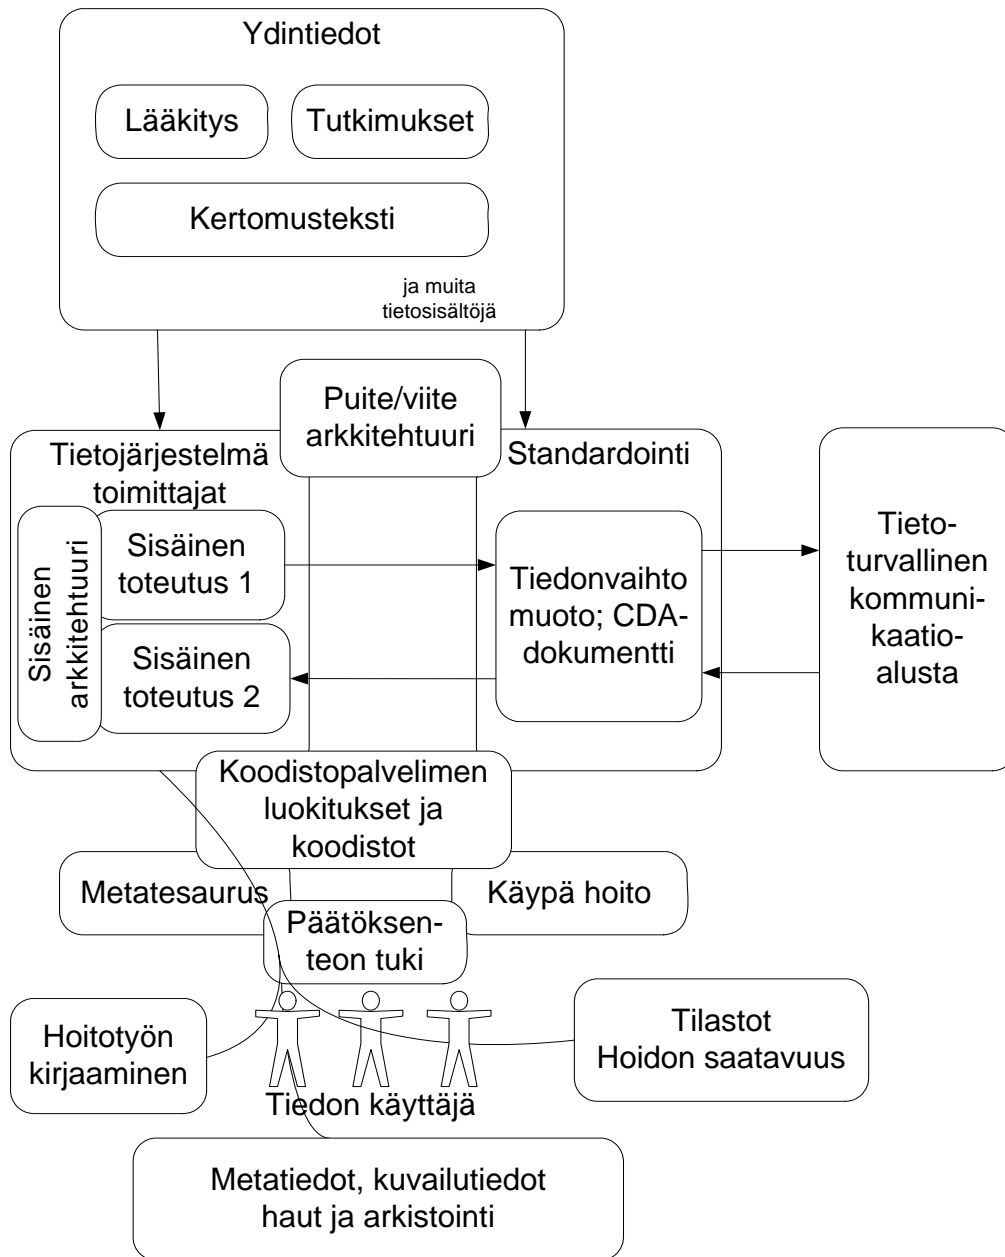 Ydintiedot
Lääkitys
Tutkimukset
Kertomusteksti
ja muita
tietosisältöjä
Puite/viite
arkkitehtuuri
Tietojärjestelmä
toimittajat
Standardointi
Sisäinen
arkkitehtuuri
Sisäinen
toteutus 1
Sisäinen
toteutus 2
Tiedonvaihto
muoto; CDA-
dokumentti
Tieto-
turvallinen
kommuni-
kaatio-
alusta
Koodistopalvelimen
luokitukset ja
koodistot
Metatesaurus
Käypä hoito
Päätöksen-
teon tuki
Hoitotyön
kirjaaminen
Tilastot
Hoidon saatavuus
Tiedon käyttäjä
Metatiedot, kuvailutiedot
haut ja arkistointi